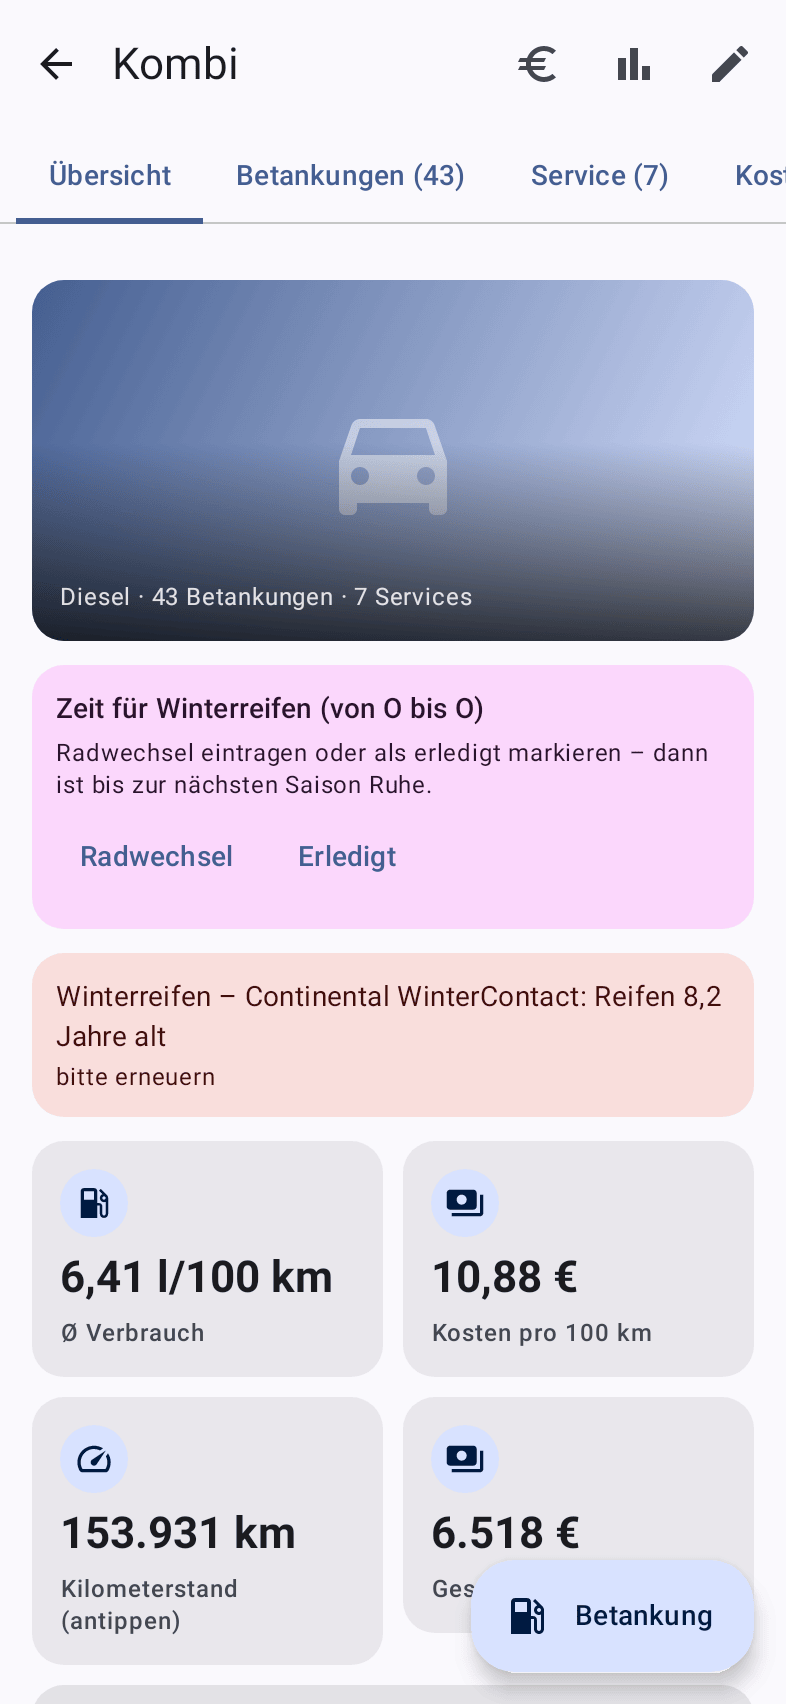 Kombi
Übersicht
Betankungen (43)
Service (7)
Kost
Diesel · 43 Betankungen · 7 Services
Zeit für Winterreifen (von O bis O)
Radwechsel eintragen oder als erledigt markieren – dann
ist bis zur nächsten Saison Ruhe.
Radwechsel
Erledigt
Winterreifen – Continental WinterContact: Reifen 8,2
Jahre alt
bitte erneuern
6,41 l/100 km
Ø Verbrauch
10,88 €
Kosten pro 100 km
153.931 km
Kilometerstand
(antippen)
6.518 €
Ges
Betankung